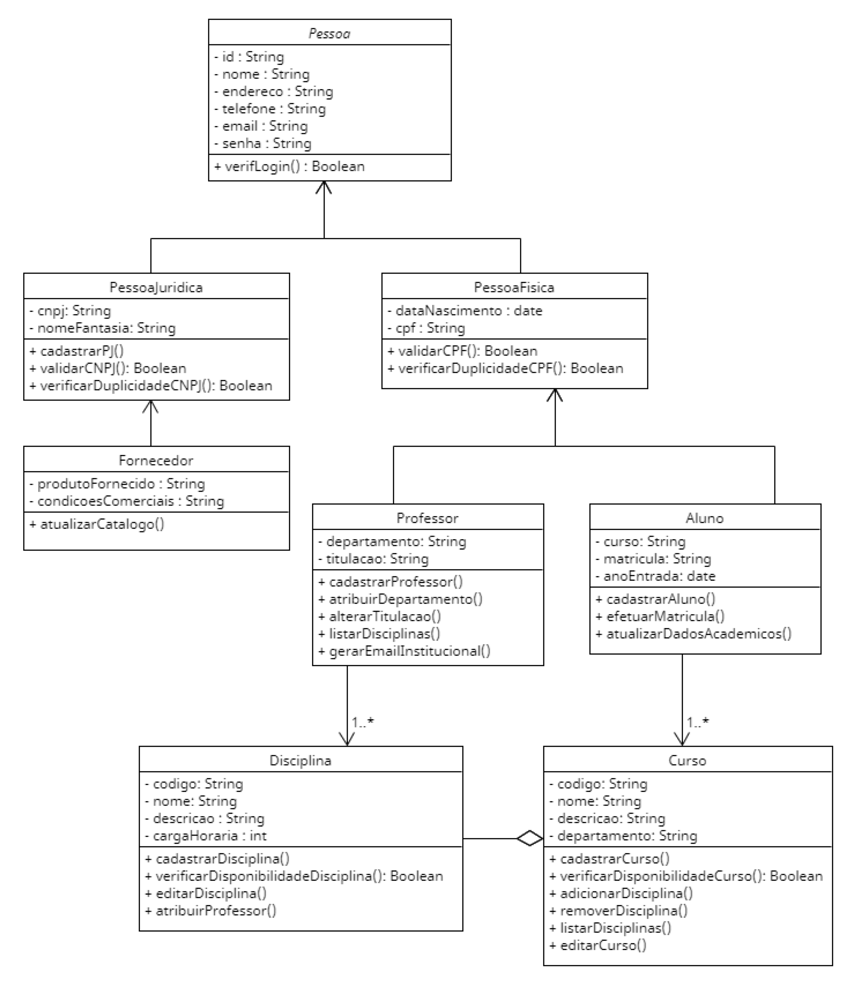 Pessoa
- id : String
- nome : String
- endereco : String
- telefone : String
- email : String
- senha : String
+ verifLogin() : Boolean
PessoaJuridica
- cnpj: String
- nomeFantasia: String
+ cadastrarPJ()
+ validarCNPJ(): Boolean
+ verificarDuplicidadeCNPJ(): Boolean
PessoaFisica
- dataNascimento : date
- cpf : String
+ validarCPF(): Boolean
+ verificarDuplicidadeCPF(): Boolean
Fornecedor
- produtoFornecido : String
- condicoesComerciais : String
+ atualizarCatalogo()
Professor
- departamento: String
- titulacao: String
+ cadastrarProfessor()
+ atribuirDepartamento()
+ alterarTitulacao()
+ listarDisciplinas()
+ gerarEmailInstitucional()
Aluno
- curso: String
- matricula: String
- anoEntrada: date
+ cadastrarAluno()
+ efetuarMatricula()
+ atualizarDadosAcademicos()
1..*
1..*
Disciplina
- codigo: String
- nome: String
- descricao : String
- cargaHoraria : int
+ cadastrarDisciplina()
+ verificarDisponibilidadeDisciplina(): Boolean
+ editarDisciplina()
+ atribuirProfessor()
Curso
- codigo: String
- nome: String
- descricao: String
- departamento: String
+ cadastrarCurso()
+ verificarDisponibilidadeCurso(): Boolean
+ adicionarDisciplina()
+ removerDisciplina()
+ listarDisciplinas()
+ editarCurso()